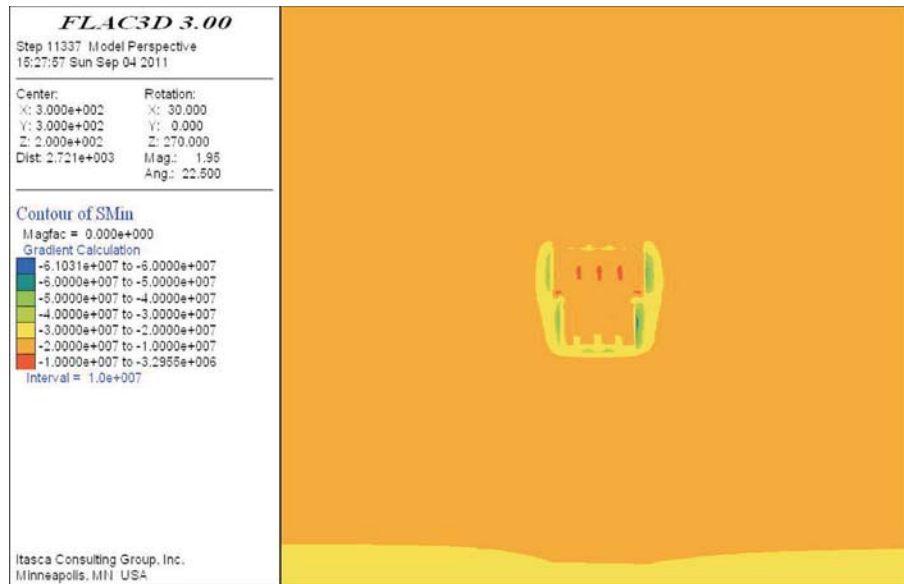 FLAC3D 3.00
Step 11337 Model Perspective
15:27:57 Sun Sep 04 2011
Center: Rotation:
X: 3.000e+002 X: 30.000
Y: 3.000e+002 Y: 0.000
Z: 2.000e+002 Z: 270.000
Dist: 2.721e+003 Mag.: 1.95
Ang.: 22.500
Contour of SMin
Magfac = 0.000e+000
Gradient Calculation
-6.1031e+007 to -6.0000e+007
-6.0000e+007 to -5.0000e+007
-5.0000e+007 to -4.0000e+007
-4.0000e+007 to -3.0000e+007
-3.0000e+007 to -2.0000e+007
-2.0000e+007 to -1.0000e+007
-1.0000e+007 to -3.2955e+006
Interval = 1.0e+007
Itasca Consulting Group, Inc.
Minneapolis, MN USA